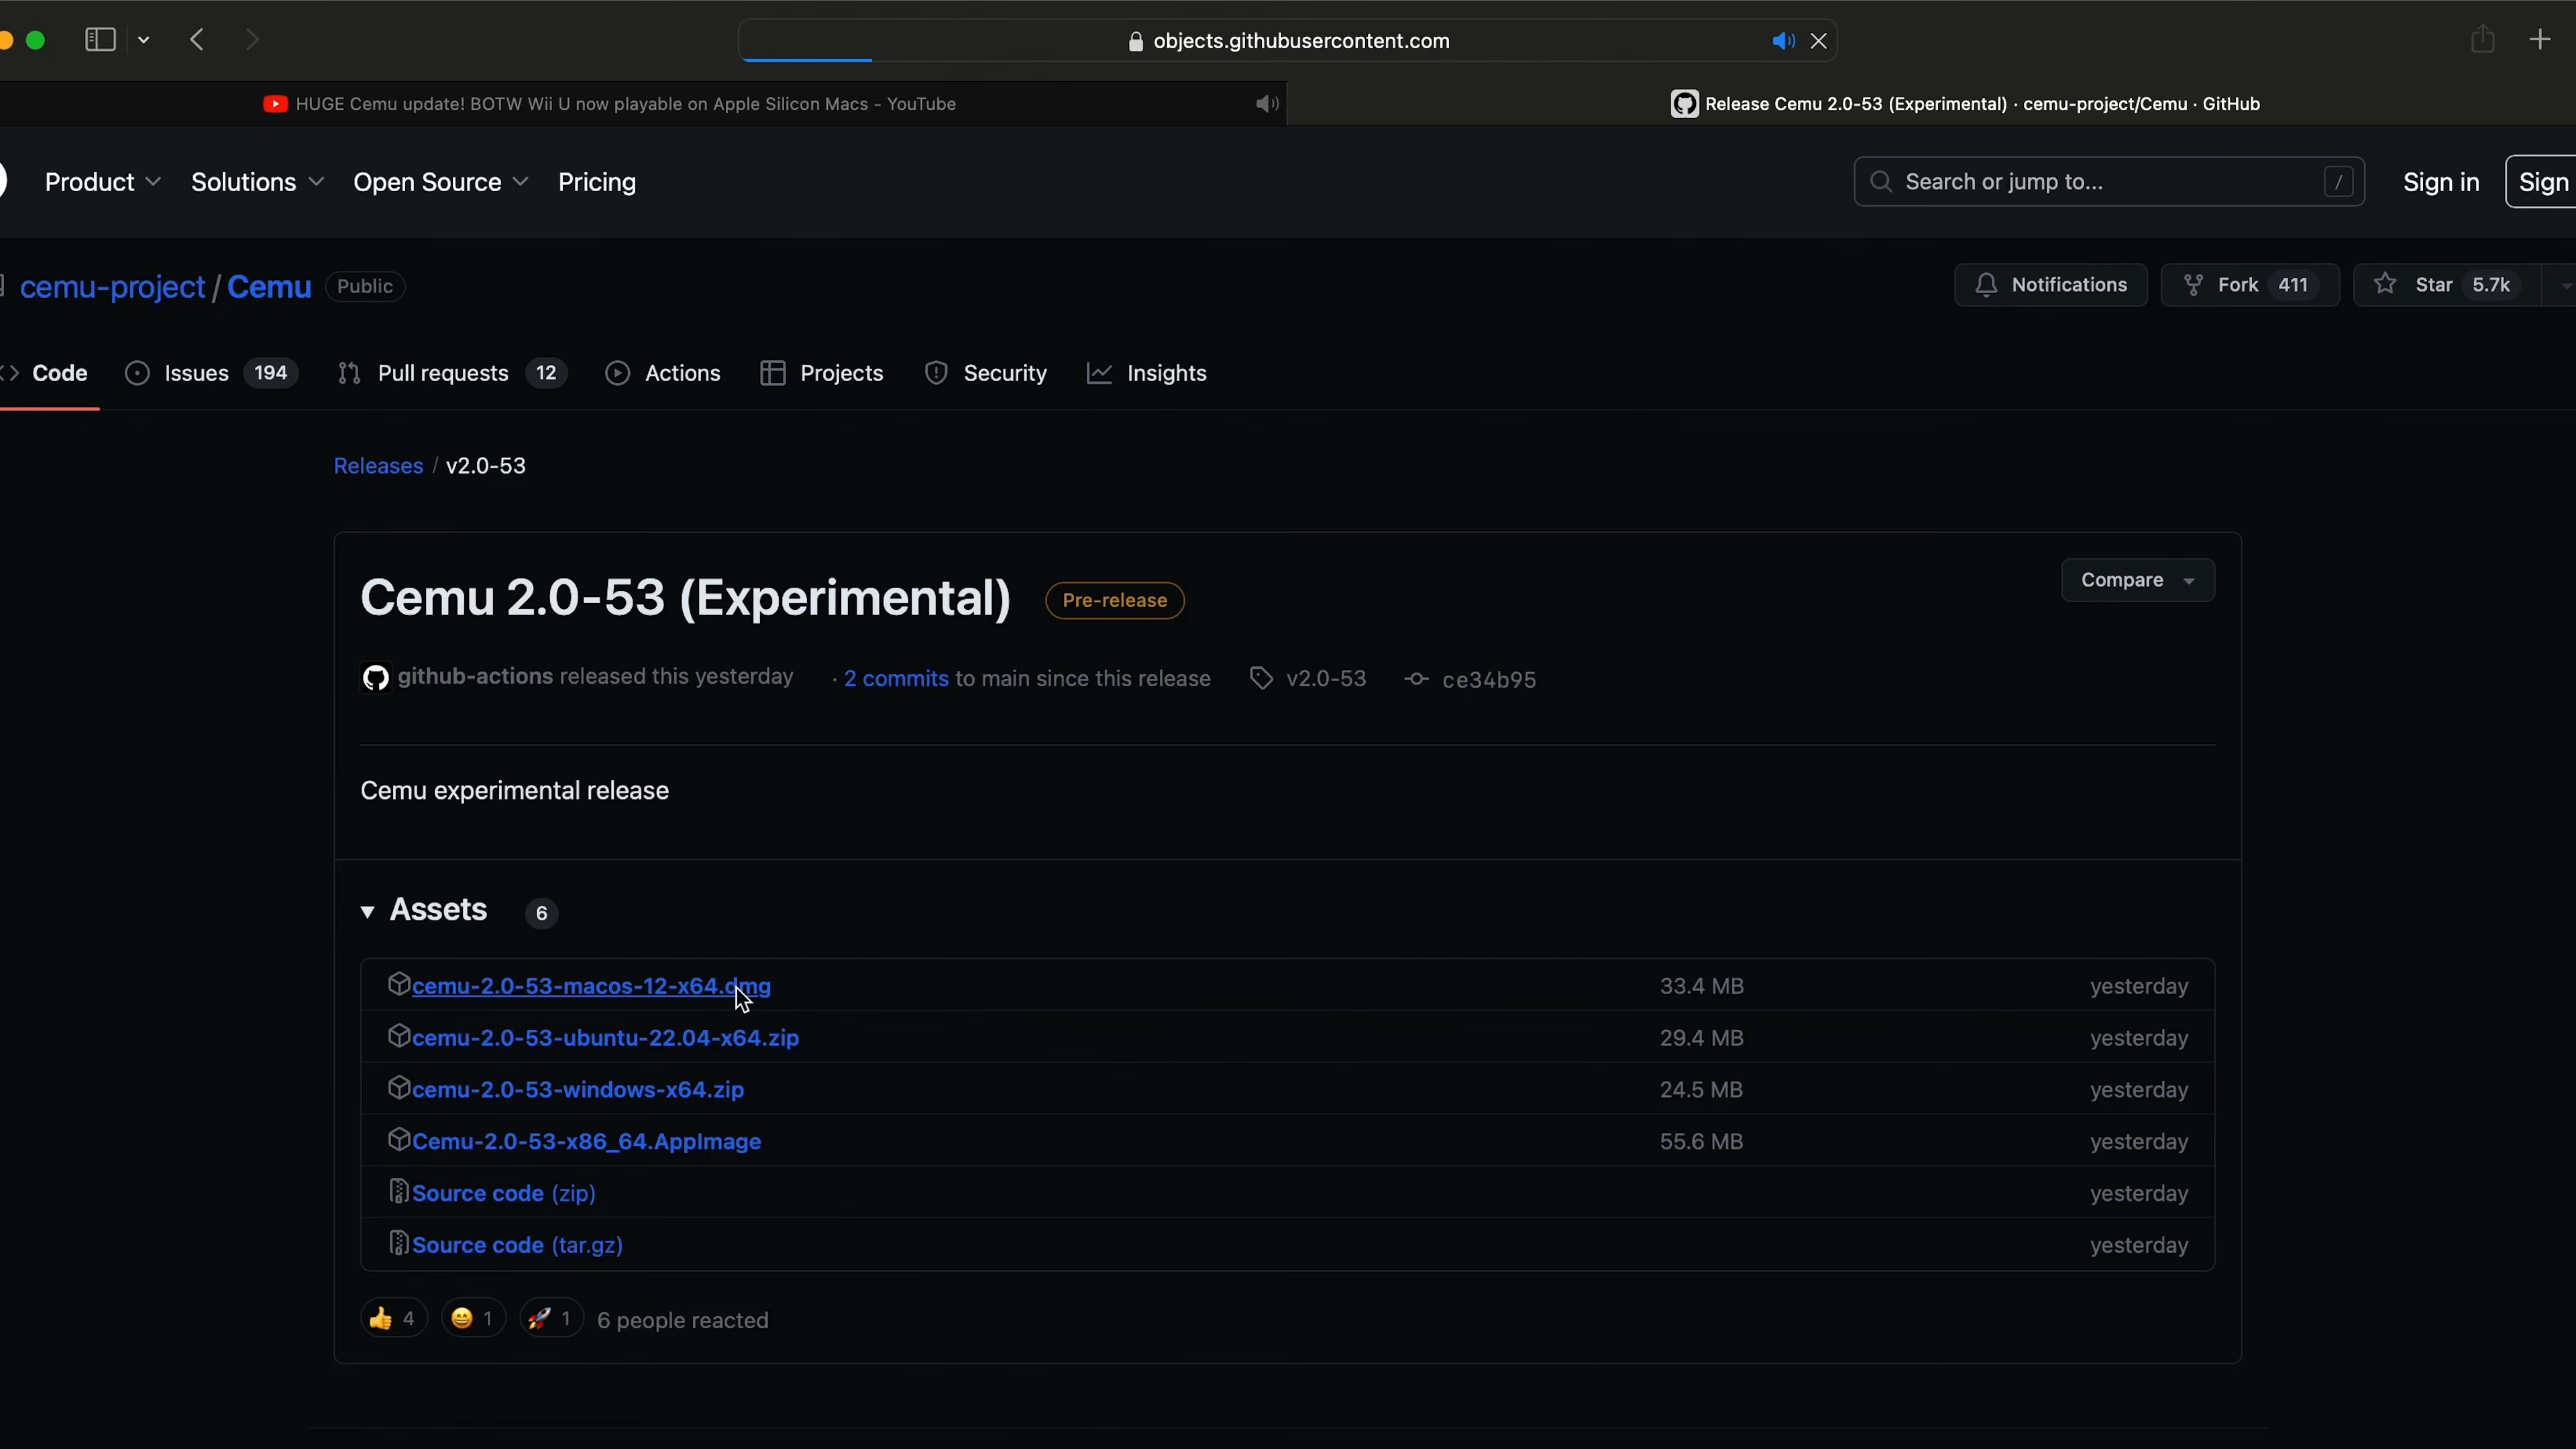 objects.githubusercontent.com
HUGE Cemu update! BOTW Wii U now playable on Apple Silicon Macs - YouTube
Release Cemu 2.0-53 (Experimental) · cemu-project/Cemu · GitHub
Product Solutions Open Source Pricing
Search or jump to... /
Sign in
Sign
cemu-project / Cemu Public
Notifications
Fork 411
Star 5.7k
Code
Issues 194
Pull requests 12
Actions
Projects
Security
Insights
Releases / v2.0-53
Cemu 2.0-53 (Experimental) Pre-release
Compare
github-actions released this yesterday · 2 commits to main since this release v2.0-53 ce34b95
Cemu experimental release
Assets 6
cemu-2.0-53-macos-12-x64.dmg 33.4 MB yesterday
cemu-2.0-53-ubuntu-22.04-x64.zip 29.4 MB yesterday
cemu-2.0-53-windows-x64.zip 24.5 MB yesterday
Cemu-2.0-53-x86_64.AppImage 55.6 MB yesterday
Source code (zip) yesterday
Source code (tar.gz) yesterday
👍 4 😄 1 🚀 1 6 people reacted